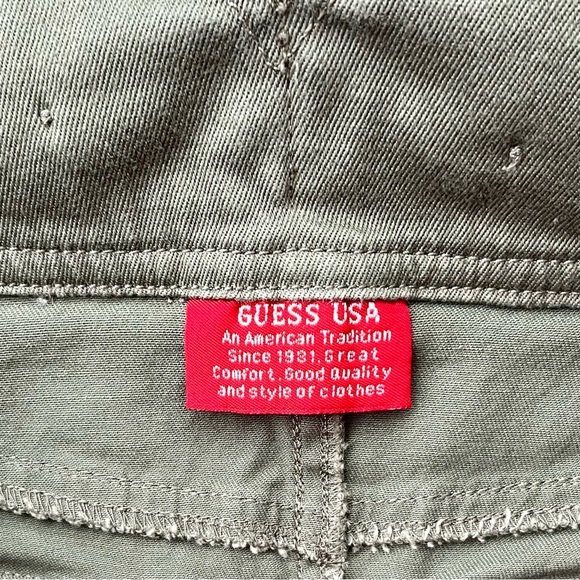 GUESS USA
An American Tradition
Since 1981. Great
Comfort. Good Quality
and style of clothes